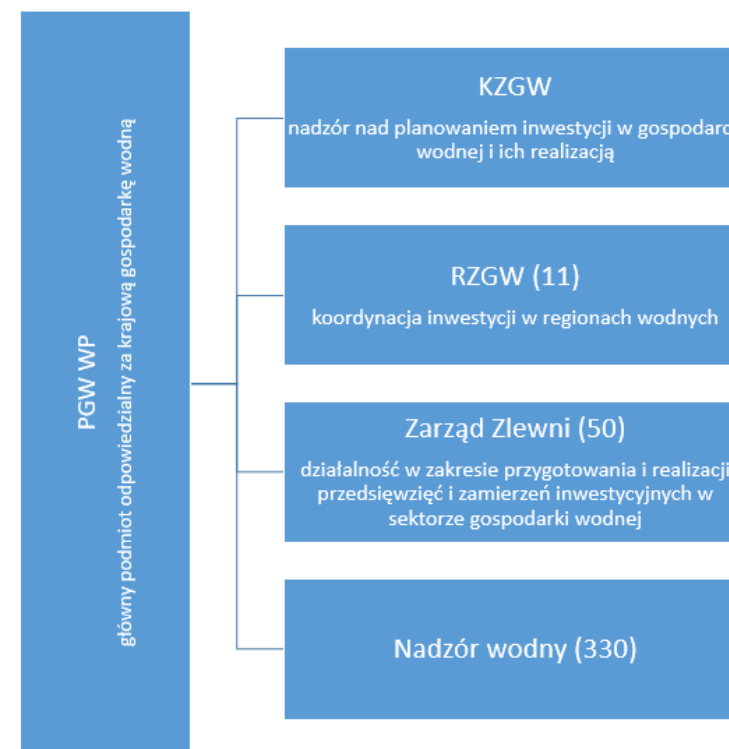 PGW WP
główny podmiot odpowiedzialny za krajową gospodarkę wodną
KZGW
nadzór nad planowaniem inwestycji w gospodarc
wodnej i ich realizacją
RZGW (11)
koordynacja inwestycji w regionach wodnych
Zarząd Zlewni (50)
działalność w zakresie przygotowania i realizacji
przedsięwzięć i zamierzeń inwestycyjnych w
sektorze gospodarki wodnej
Nadzór wodny (330)